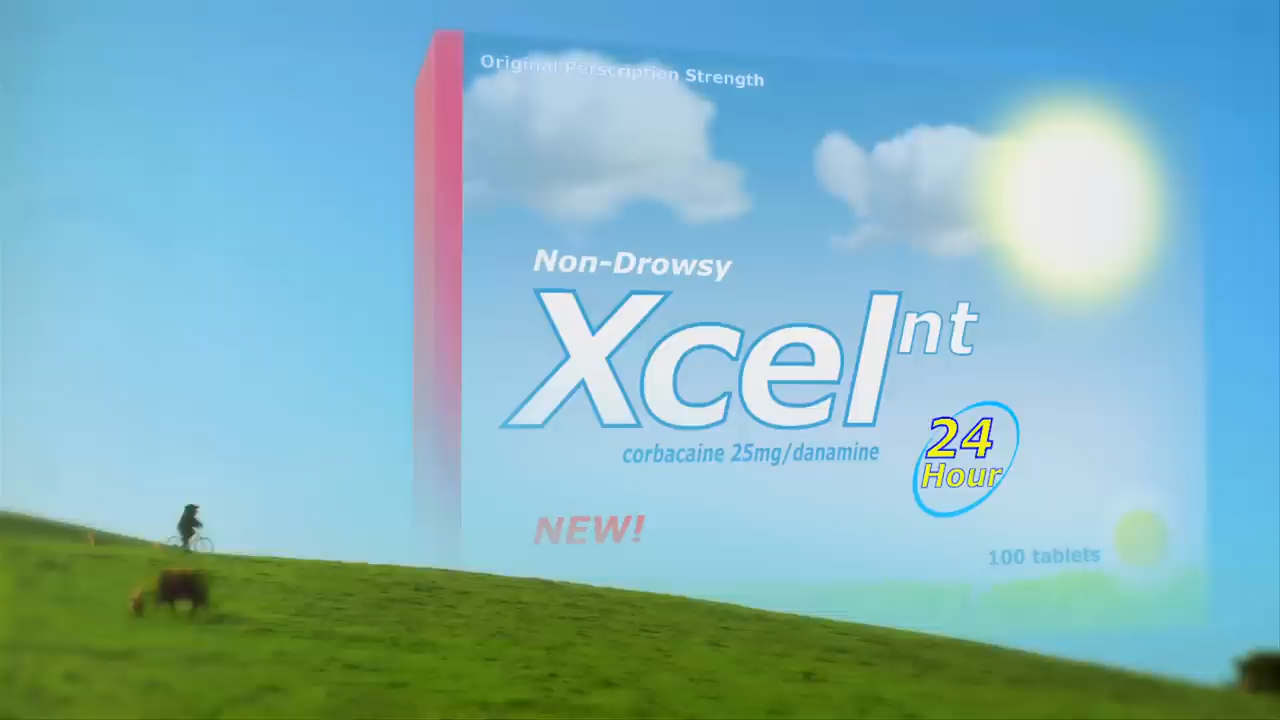 Original Perscription Strength
Non-Drowsy
Xcel nt
corbacaine 25mg/danamine
24
Hour
NEW!
100 tablets